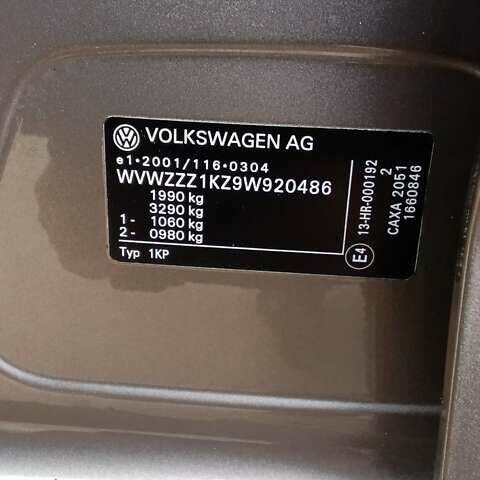 VOLKSWAGEN AG
e1*2001/116*0304
WVWZZZ1KZ9W920486
1990 kg
3290 kg
1- 1060 kg
2- 0980 kg
Typ 1KP
E4 13-HR-000192
2
CAXA 2051
1660846